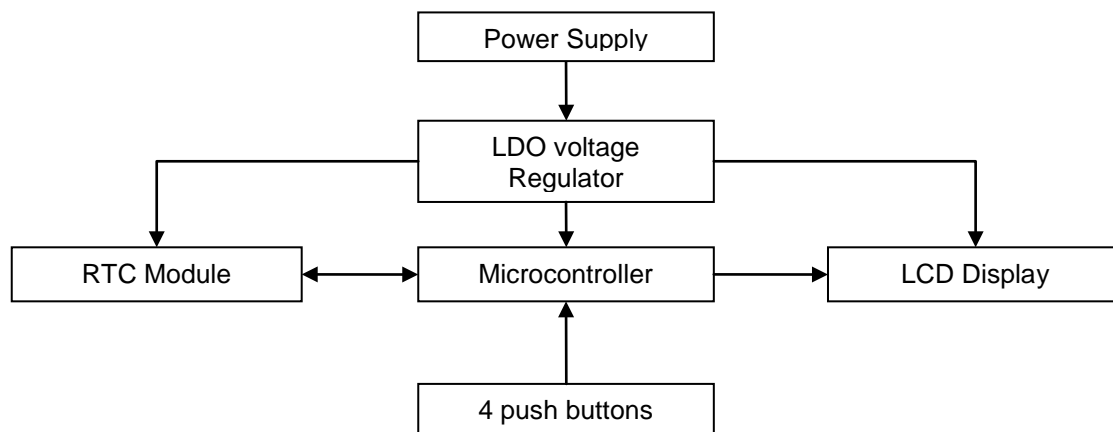 Power Supply
LDO voltage
Regulator
RTC Module
Microcontroller
LCD Display
4 push buttons